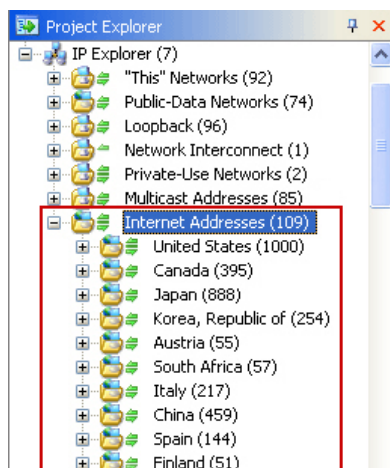 Project Explorer
IP Explorer (7)
"This" Networks (92)
Public-Data Networks (74)
Loopback (96)
Network Interconnect (1)
Private-Use Networks (2)
Multicast Addresses (85)
Internet Addresses (109)
United States (1000)
Canada (395)
Japan (888)
Korea, Republic of (254)
Austria (55)
South Africa (57)
Italy (217)
China (459)
Spain (144)
Finland (51)